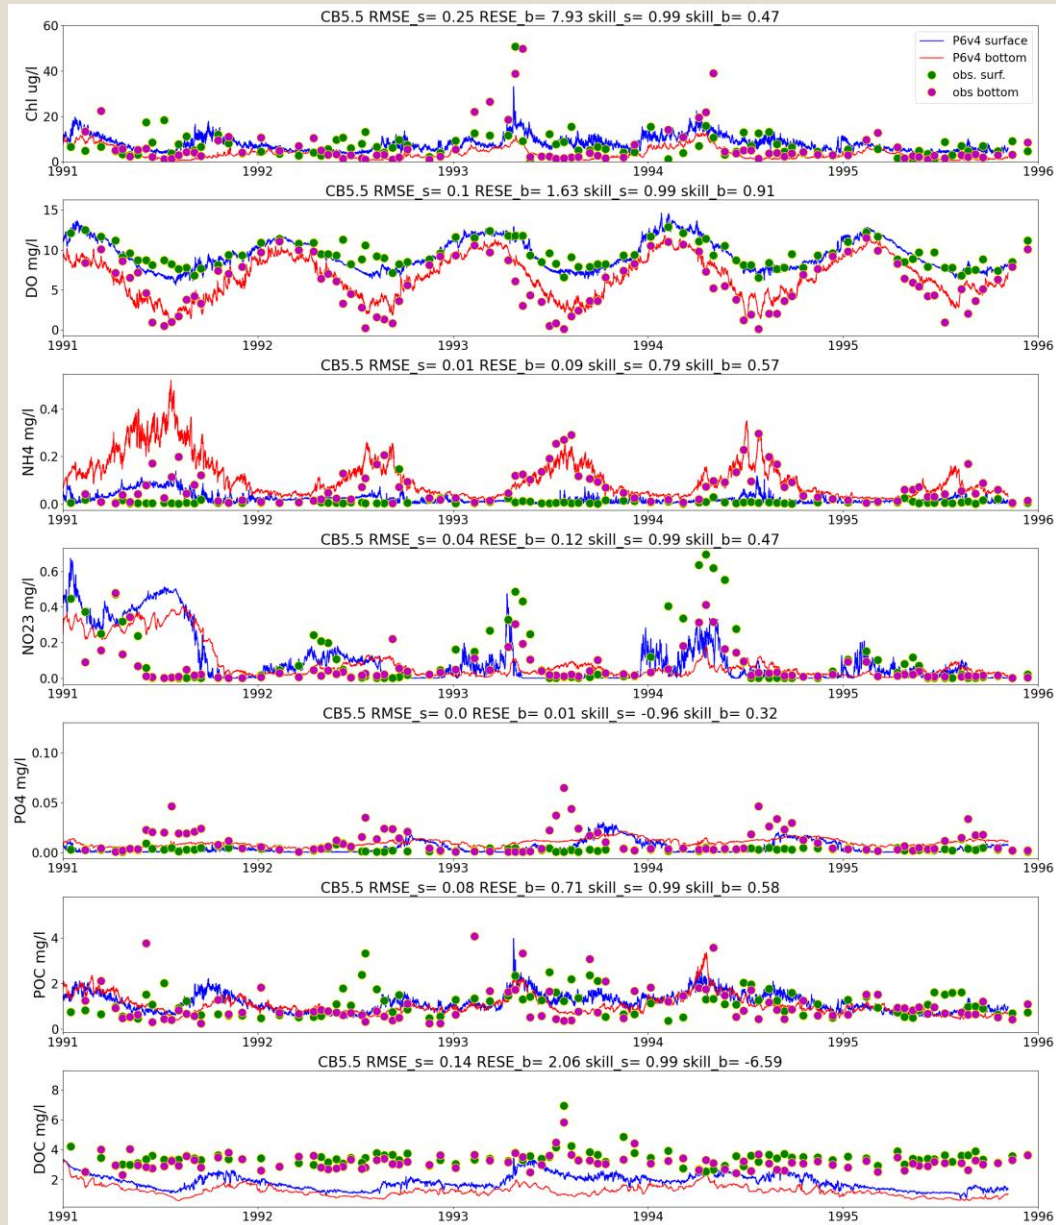 CB5.5 RMSE_s= 0.25 RESE_b= 7.93 skill_s= 0.99 skill_b= 0.47
Chl ug/l
60
40
20
0
P6v4 surface
P6v4 bottom
obs. surf.
obs bottom
1991 1992 1993 1994 1995 1996
CB5.5 RMSE_s= 0.1 RESE_b= 1.63 skill_s= 0.99 skill_b= 0.91
DO mg/l
15
10
5
0
1991 1992 1993 1994 1995 1996
CB5.5 RMSE_s= 0.01 RESE_b= 0.09 skill_s= 0.79 skill_b= 0.57
NH4 mg/l
0.4
0.2
0.0
1991 1992 1993 1994 1995 1996
CB5.5 RMSE_s= 0.04 RESE_b= 0.12 skill_s= 0.99 skill_b= 0.47
NO23 mg/l
0.6
0.4
0.2
0.0
1991 1992 1993 1994 1995 1996
CB5.5 RMSE_s= 0.0 RESE_b= 0.01 skill_s= -0.96 skill_b= 0.32
PO4 mg/l
0.10
0.05
0.00
1991 1992 1993 1994 1995 1996
CB5.5 RMSE_s= 0.08 RESE_b= 0.71 skill_s= 0.99 skill_b= 0.58
POC mg/l
4
2
0
1991 1992 1993 1994 1995 1996
CB5.5 RMSE_s= 0.14 RESE_b= 2.06 skill_s= 0.99 skill_b= -6.59
DOC mg/l
8
6
4
2
1991 1992 1993 1994 1995 1996